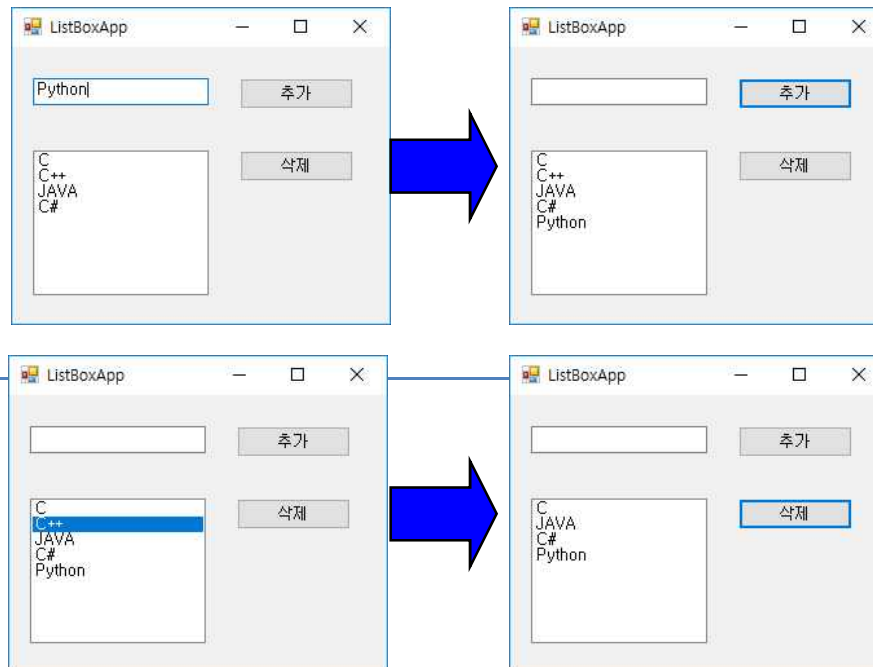 ListBoxApp
Python
추가
C
C++
JAVA
C#
삭제
ListBoxApp
추가
C
C++
JAVA
C#
Python
삭제
ListBoxApp
추가
C
C++
JAVA
C#
Python
삭제
ListBoxApp
추가
C
JAVA
C#
Python
삭제